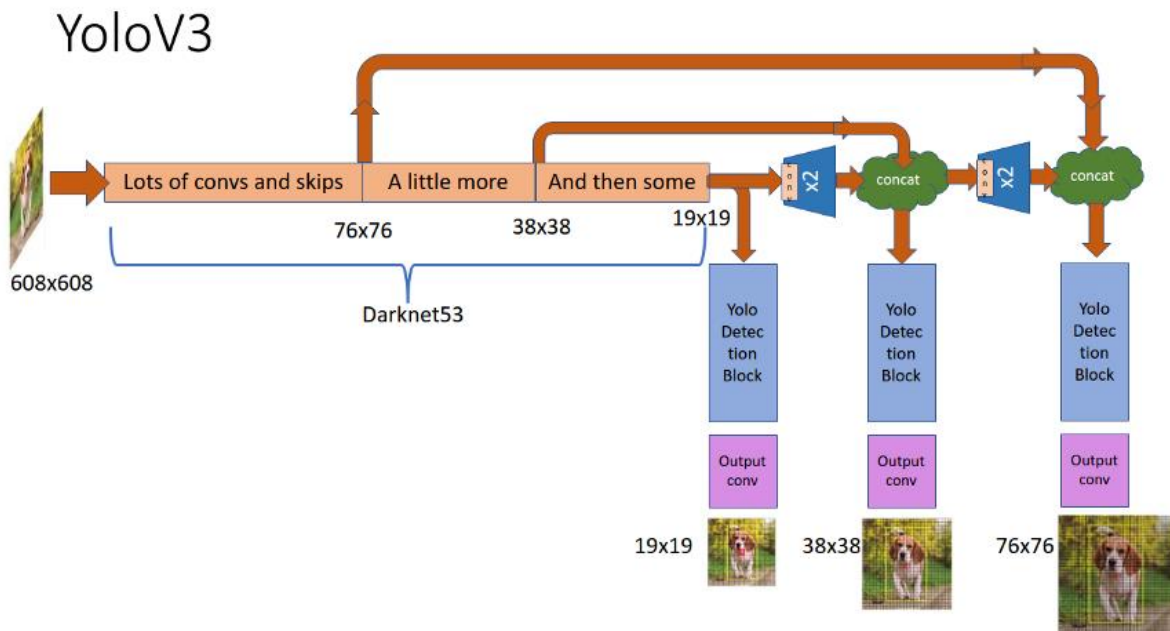 YoloV3
Lots of convs and skips
A little more
And then some
x2
concat
x2
concat
76x76
38x38
19x19
608x608
Darknet53
Yolo
Detec
tion
Block
Yolo
Detec
tion
Block
Yolo
Detec
tion
Block
Output
conv
Output
conv
Output
conv
19x19
38x38
76x76